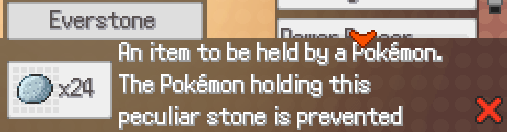 Everstone
An item to be held by a Pokémon.
x24
The Pokémon holding this
peculiar stone is prevented